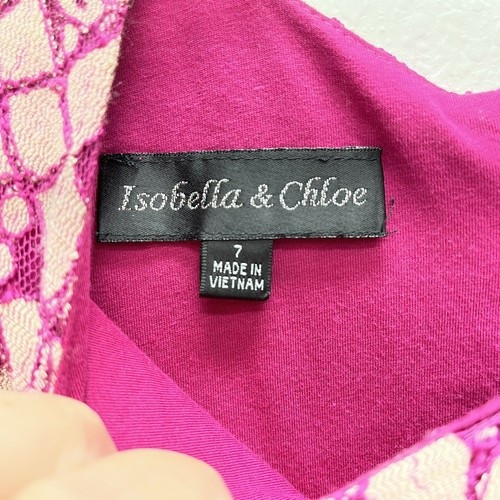 Isobella & Chloe
7
MADE IN
VIETNAM